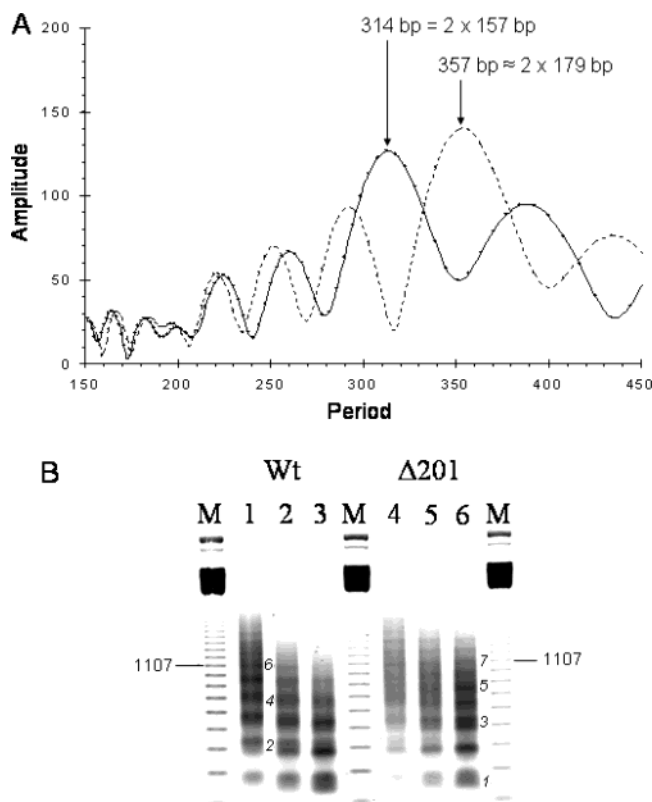 A
314 bp = 2 x 157 bp
357 bp ≈ 2 x 179 bp
200
150
100
50
0
Amplitude
150 200 250 300 350 400 450
Period
B
Wt Δ201
M 1 2 3 M 4 5 6 M
1107 6 7 1107
4 5
2 3
1